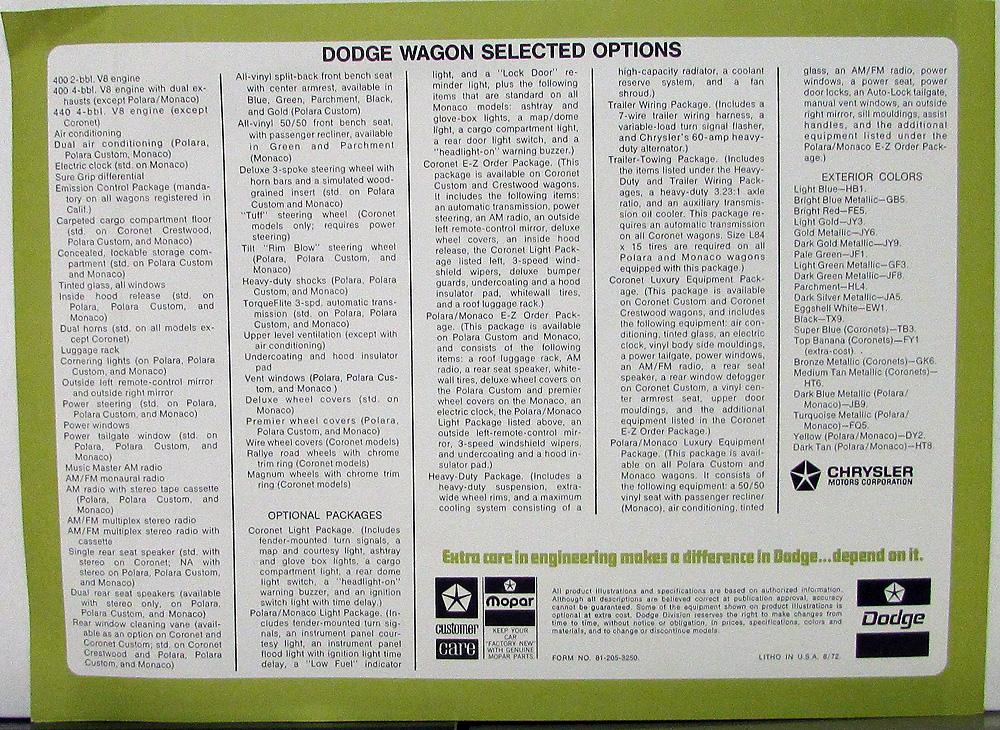 DODGE WAGON SELECTED OPTIONS
400 2-bbl. V8 engine
400 4-bbl. V8 engine with dual ex-
hausts (except Polara/Monaco)
440 4-bbl. V8 engine (except
Coronet)
Air conditioning
Dual air conditioning (Polara,
Polara Custom, Monaco)
Electric clock (std. on Monaco)
Sure Grip differential
Emission Control Package (manda-
tory on all wagons registered in
Calif.)
Carpeted cargo compartment floor
(std. on Coronet Crestwood,
Polara Custom, and Monaco)
Concealed, lockable storage com-
partment (std. on Polara Custom
and Monaco)
Tinted glass, all windows
Inside hood release (std. on
Polara, Polara Custom, and
Monaco)
Dual horns (std. on all models ex-
cept Coronet)
Luggage rack
Cornering lights (on Polara, Polara
Custom, and Monaco)
Outside left remote-control mirror
and outside right mirror
Power steering (std. on Polara,
Polara Custom, and Monaco)
Power windows
Power tailgate window (std. on
Polara, Polara Custom, and
Monaco)
Music Master AM radio
AM/FM monaural radio
AM radio with stereo tape cassette
(Polara, Polara Custom, and
Monaco)
AM/FM multiplex stereo radio
AM/FM multiplex stereo radio with
cassette
Single rear seat speaker (std. with
stereo on Coronet; NA with
stereo on Polara, Polara Custom,
and Monaco)
Dual rear seat speakers (available
with stereo only, on Polara,
Polara Custom, and Monaco)
Rear window cleaning vane (avail-
able as an option on Coronet and
Coronet Custom; std. on Coronet
Crestwood and Polara, Polara
Custom, and Monaco)
All-vinyl split-back front bench seat
with center armrest, available in
Blue, Green, Parchment, Black,
and Gold (Polara Custom)
All-vinyl 50/50 front bench seat,
with passenger recliner, available
in Green and Parchment
(Monaco)
Deluxe 3-spoke steering wheel with
horn bars and a simulated wood-
grained insert (std. on Polara
Custom and Monaco)
"Tuff" steering wheel (Coronet
models only; requires power
steering)
Tilt "Rim Blow" steering wheel
(Polara, Polara Custom, and
Monaco)
Heavy-duty shocks (Polara, Polara
Custom, and Monaco)
TorqueFlite 3-spd. automatic trans-
mission (std. on Polara, Polara
Custom, and Monaco)
Upper level ventilation (except with
air conditioning)
Undercoating and hood insulator
pad
Vent windows (Polara, Polara Cus-
tom, and Monaco )
Deluxe wheel covers (std. on
Monaco)
Premier wheel covers (Polara,
Polara Custom, and Monaco)
Wire wheel covers (Coronet models)
Rallye road wheels with chrome
trim ring (Coronet models)
Magnum wheels with chrome trim
ring (Coronet models)
OPTIONAL PACKAGES
Coronet Light Package. (Includes
fender-mounted turn signals, a
map and courtesy light, ashtray
and glove box lights, a cargo
compartment light, a rear dome
light switch, a "headlight-on"
warning buzzer, and an ignition
switch light with time delay.)
Polara/Monaco Light Package. (In-
cludes fender-mounted turn sig-
nals, an instrument panel cour-
tesy light, an instrument panel
flood light with ignition light time
delay, a "Low Fuel" indicator
light, and a "Lock Door" re-
minder light, plus the following
items that are standard on all
Monaco models: ashtray and
glove-box lights, a map/dome
light, a cargo compartment light,
a rear door light switch, and a
"headlight-on" warning buzzer.)
Coronet E-Z Order Package. (This
package is available on Coronet
Custom and Crestwood wagons.
It includes the following items:
an automatic transmission, power
steering, an AM radio, an outside
left remote-control mirror, deluxe
wheel covers, an inside hood
release, the Coronet Light Pack-
age listed left, 3-speed wind-
shield wipers, deluxe bumper
guards, undercoating and a hood
insulator pad, whitewall tires,
and a roof luggage rack.)
Polara/Monaco E-Z Order Pack-
age. (This package is available
on Polara Custom and Monaco,
and consists of the following
items: a roof luggage rack, AM
radio, a rear seat speaker, white-
wall tires, deluxe wheel covers on
the Polara Custom and premier
wheel covers on the Monaco, an
electric clock, the Polara/Monaco
Light Package listed above, an
outside left-remote-control mir-
ror, 3-speed windshield wipers,
and undercoating and a hood in-
sulator pad.)
Heavy-Duty Package. (Includes a
heavy-duty suspension, extra-
wide wheel rims, and a maximum
cooling system consisting of a
high-capacity radiator, a coolant
reserve system, and a fan
shroud.)
Trailer Wiring Package. (Includes a
7-wire trailer wiring harness, a
variable-load turn signal flasher,
and Chrysler's 60-amp heavy-
duty alternator.)
Trailer-Towing Package. (Includes
the items listed under the Heavy-
Duty and Trailer Wiring Pack-
ages, a heavy-duty 3.23:1 axle
ratio, and an auxiliary transmis-
sion oil cooler. This package re-
quires an automatic transmission
on all Coronet wagons. Size L84
x 15 tires are required on all
Polara and Monaco wagons
equipped with this package.)
Coronet Luxury Equipment Pack-
age. (This package is available
on Coronet Custom and Coronet
Crestwood wagons, and includes
the following equipment: air con-
ditioning, tinted glass, an electric
clock, vinyl body side mouldings,
a power tailgate, power windows,
an AM/FM radio, a rear seat
speaker, a rear window defogger
on Coronet Custom, a vinyl cen-
ter armrest seat, upper door
mouldings, and the additional
equipment listed in the Coronet
E-Z Order Package.)
Polara/Monaco Luxury Equipment
Package. (This package is avail-
able on all Polara Custom and
Monaco wagons. It consists of
the following equipment: a 50/50
vinyl seat with passenger recliner
(Monaco), air conditioning, tinted
glass, an AM/FM radio, power
windows, a power seat, power
door locks, an Auto-Lock tailgate,
manual vent windows, an outside
right mirror, sill mouldings, assist
handles, and the additional
equipment listed under the
Polara/Monaco E-Z Order Pack-
age.)
EXTERIOR COLORS
Light Blue—HB1.
Bright Blue Metallic—GB5.
Bright Red—FE5.
Light Gold—JY3.
Gold Metallic—JY6.
Dark Gold Metallic—JY9.
Pale Green—JF1.
Light Green Metallic—GF3.
Dark Green Metallic—JF8.
Parchment—HL4.
Dark Silver Metallic—JA5.
Eggshell White—EW1.
Black—TX9.
Super Blue (Coronets)—TB3.
Top Banana (Coronets)—FY1
(extra-cost). .
Bronze Metallic (Coronets)—GK6.
Medium Tan Metallic (Coronets)—
HT6.
Dark Blue Metallic (Polara/
Monaco)—JB9.
Turquoise Metallic (Polara/
Monaco)—FQ5.
Yellow (Polara/Monaco)—DY2.
Dark Tan (Polara/Monaco)—HT8.
CHRYSLER
MOTORS CORPORATION
Extra care in engineering makes a difference in Dodge...depend on it.
customer
care
Mopar
KEEP YOUR
CAR
"FACTORY NEW"
WITH GENUINE
MOPAR PARTS.
All product illustrations and specifications are based on authorized information.
Although all descriptions are believed correct at publication approval, accuracy
cannot be guaranteed. Some of the equipment shown on product illustrations is
optional at extra cost. Dodge Division reserves the right to make changes from
time to time, without notice or obligation, in prices, specifications, colors and
materials, and to change or discontinue models.
FORM NO. 81-205-3250.
LITHO IN U.S.A. 8/72.
Dodge